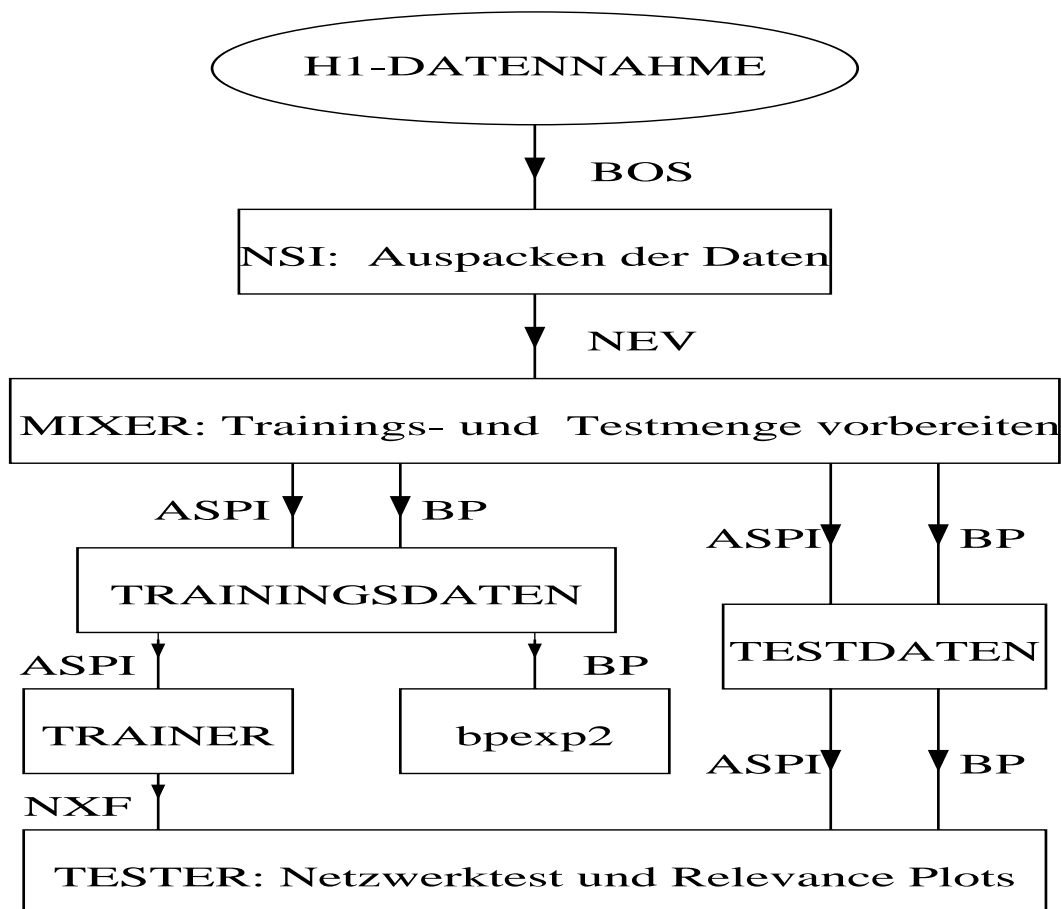 H1-DATENNAHME
BOS
NSI: Auspacken der Daten
NEV
MIXER: Trainings- und Testmenge vorbereiten
ASPI BP
ASPI BP
TRAININGSDATEN
TESTDATEN
ASPI BP
TRAINER bpexp2
ASPI BP
NXF
TESTER: Netzwerktest und Relevance Plots